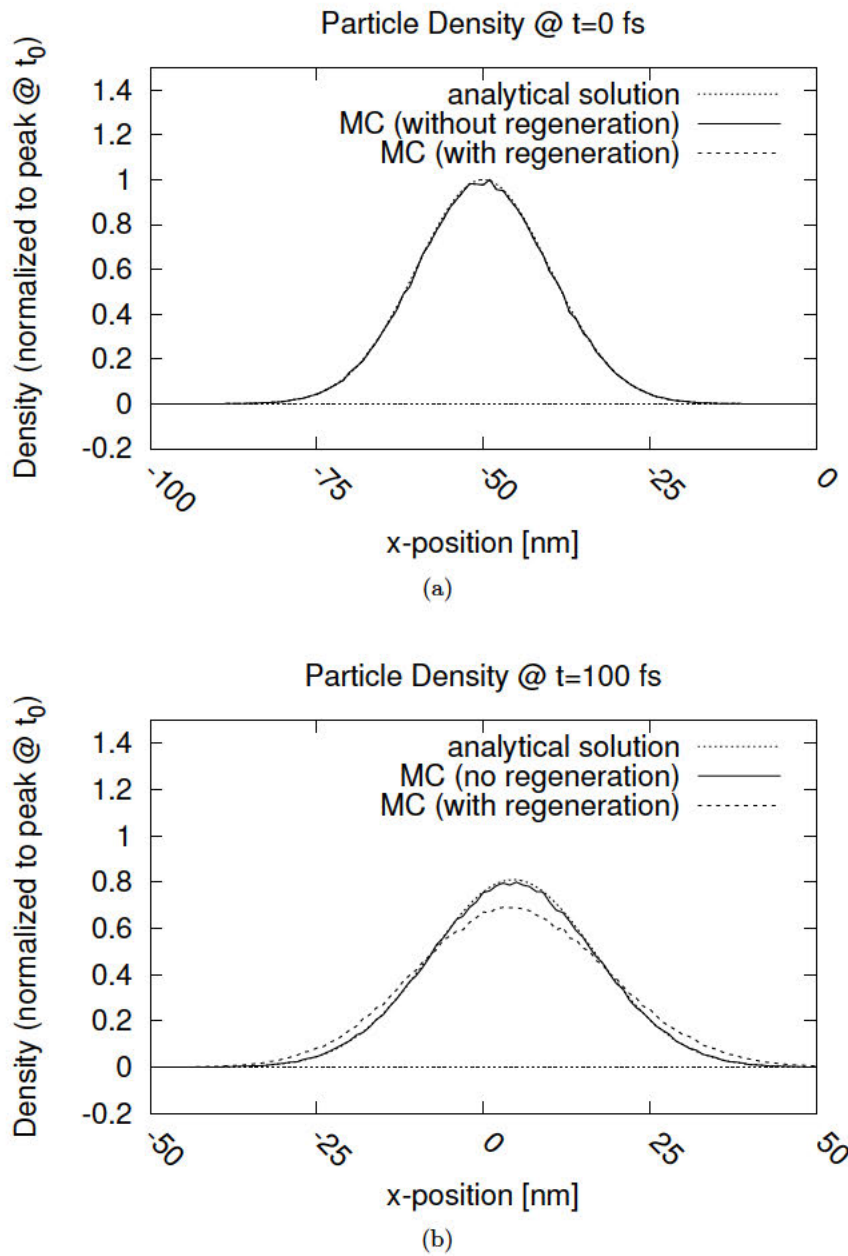 Particle Density @ t=0 fs
Density (normalized to peak @ t0)
1.4
1.2
1
0.8
0.6
0.4
0.2
0
-0.2
analytical solution
MC (without regeneration)
MC (with regeneration)
-100
-75
-50
-25
0
x-position [nm]
(a)
Particle Density @ t=100 fs
Density (normalized to peak @ t0)
1.4
1.2
1
0.8
0.6
0.4
0.2
0
-0.2
analytical solution
MC (no regeneration)
MC (with regeneration)
-50
-25
0
25
50
x-position [nm]
(b)